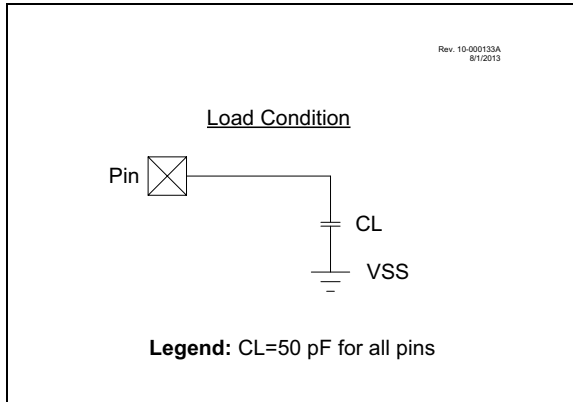 Rev. 10-000133A
8/1/2013
Load Condition
Pin
CL
VSS
Legend: CL=50 pF for all pins